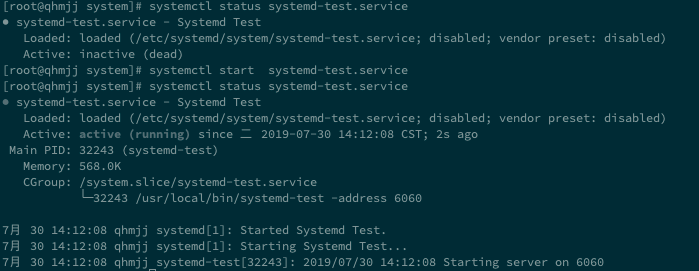 [root@qhmjj system]# systemctl status systemd-test.service
● systemd-test.service - Systemd Test
   Loaded: loaded (/etc/systemd/system/systemd-test.service; disabled; vendor preset: disabled)
   Active: inactive (dead)
[root@qhmjj system]# systemctl start  systemd-test.service
[root@qhmjj system]# systemctl status systemd-test.service
● systemd-test.service - Systemd Test
   Loaded: loaded (/etc/systemd/system/systemd-test.service; disabled; vendor preset: disabled)
   Active: active (running) since 二 2019-07-30 14:12:08 CST; 2s ago
 Main PID: 32243 (systemd-test)
   Memory: 568.0K
   CGroup: /system.slice/systemd-test.service
           └─32243 /usr/local/bin/systemd-test -address 6060
7月 30 14:12:08 qhmjj systemd[1]: Started Systemd Test.
7月 30 14:12:08 qhmjj systemd[1]: Starting Systemd Test...
7月 30 14:12:08 qhmjj systemd-test[32243]: 2019/07/30 14:12:08 Starting server on 6060